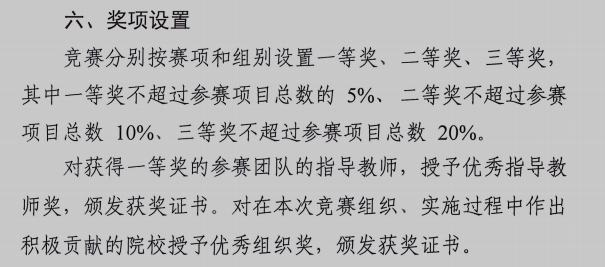 六、奖项设置
竞赛分别按赛项和组别设置一等奖、二等奖、三等奖，
其中一等奖不超过参赛项目总数的 5%、二等奖不超过参赛
项目总数 10%、三等奖不超过参赛项目总数 20%。
对获得一等奖的参赛团队的指导教师，授予优秀指导教
师奖，颁发获奖证书。对在本次竞赛组织、实施过程中作出
积极贡献的院校授予优秀组织奖，颁发获奖证书。